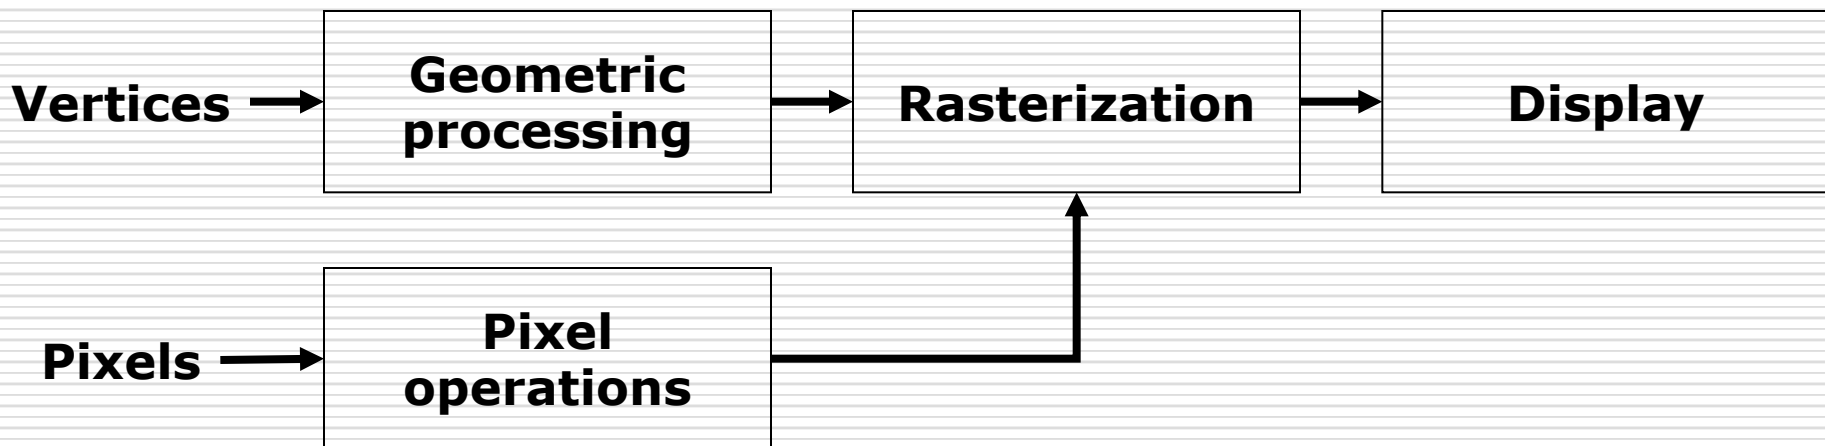 Vertices
Geometric
processing
Rasterization
Display
Pixels
Pixel
operations